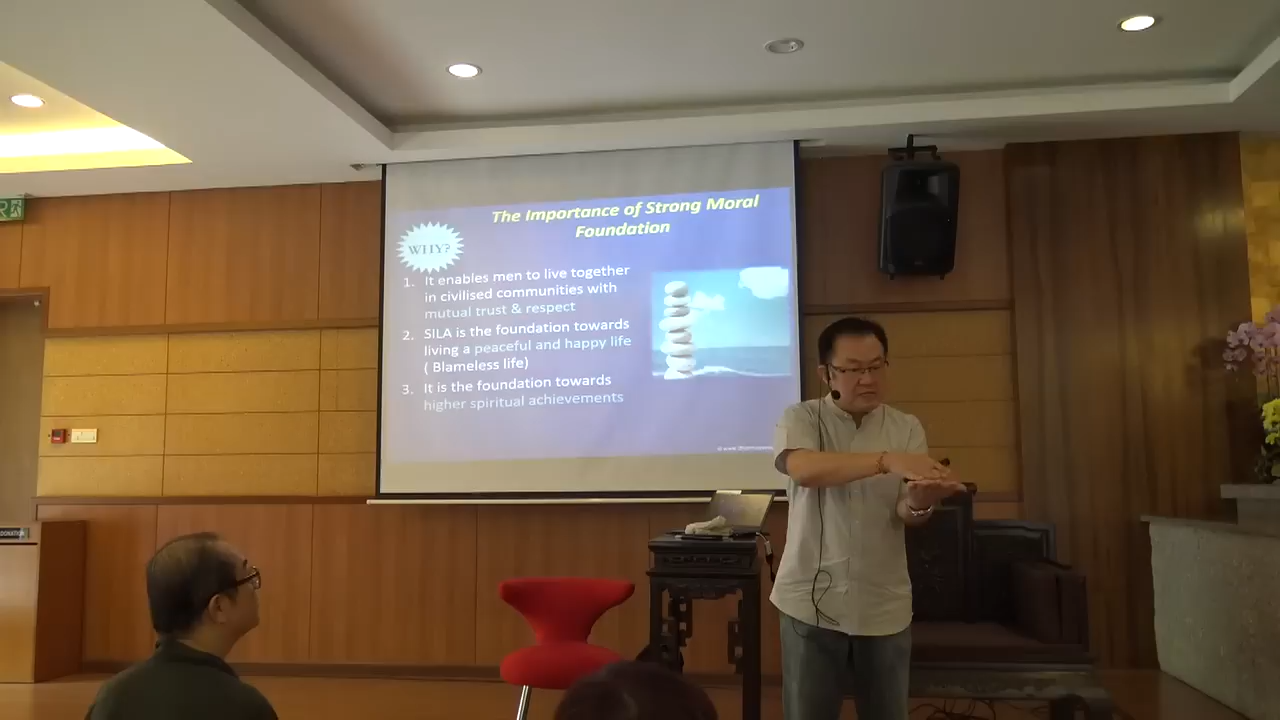 The Importance of Strong Moral
Foundation
WHY?
1. It enables men to live together
in civilised communities with
mutual trust & respect
2. SILA is the foundation towards
living a peaceful and happy life
( Blameless life)
3. It is the foundation towards
higher spiritual achievements
DONATION